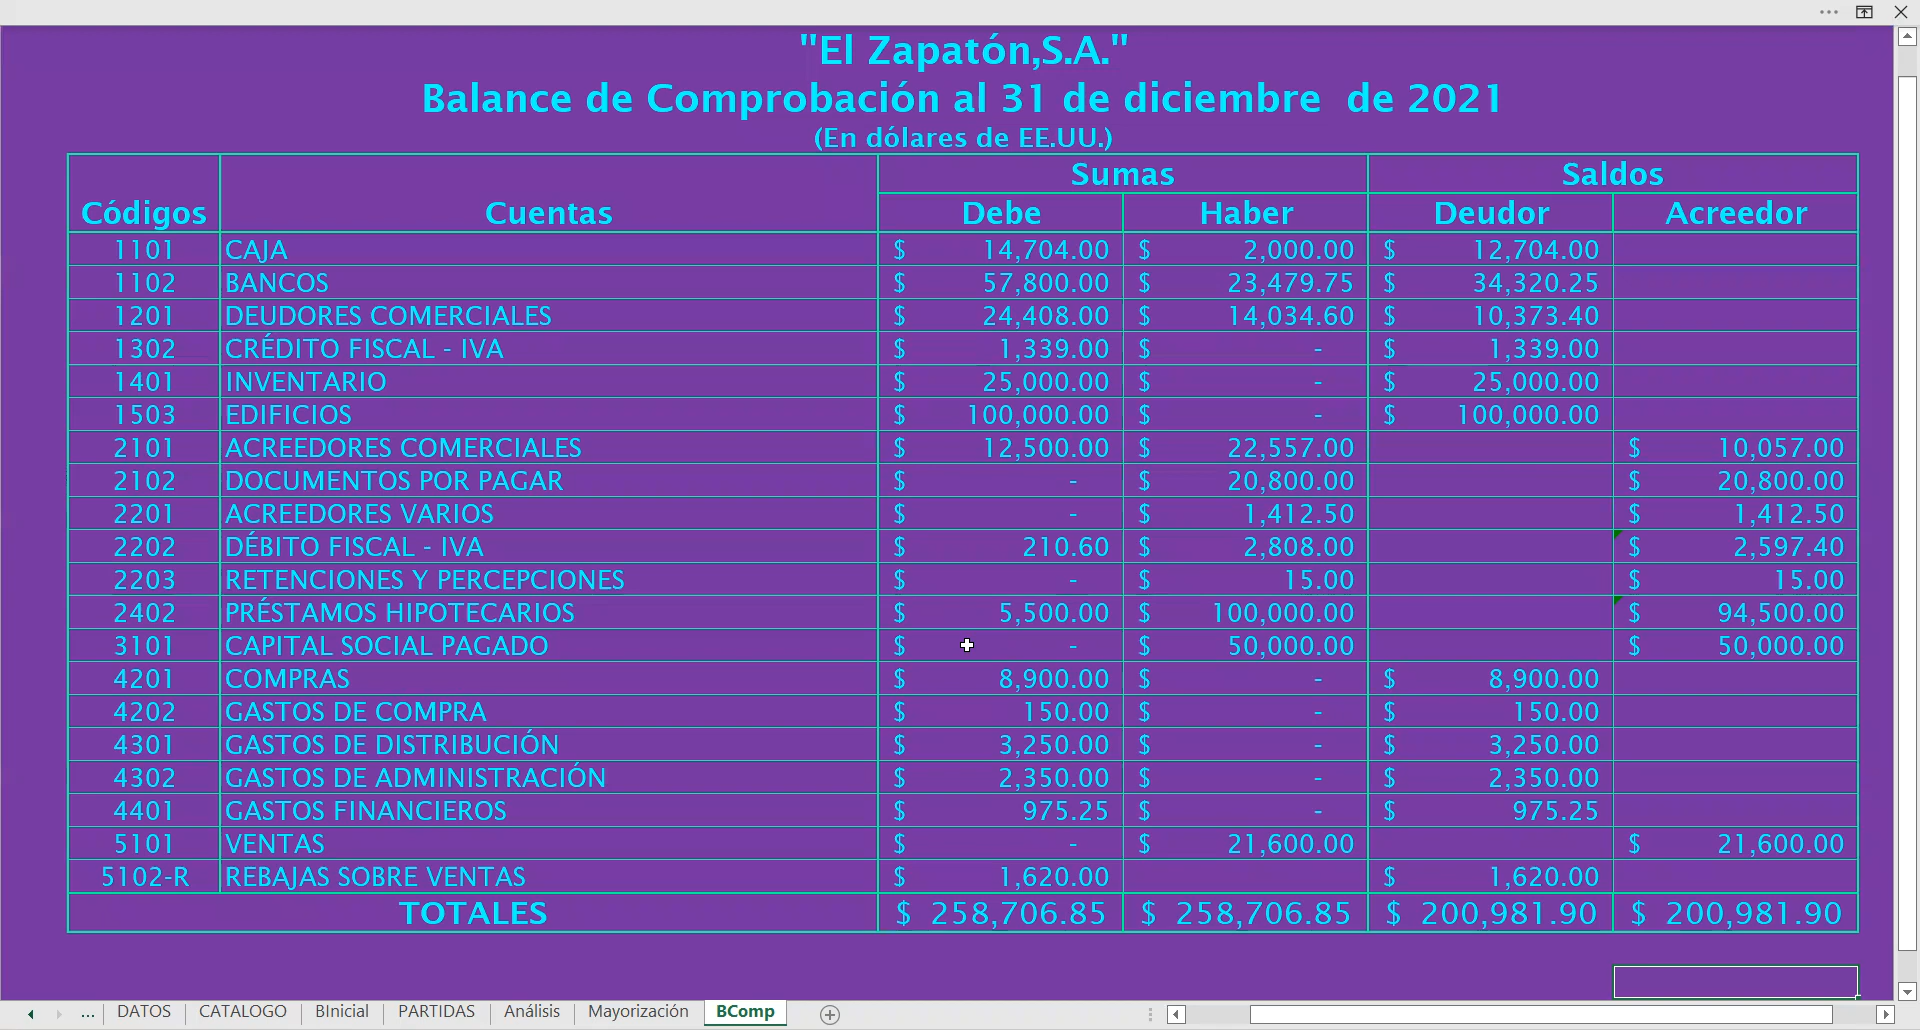 "El Zapatón,S.A."
Balance de Comprobación al 31 de diciembre  de 2021
(En dólares de EE.UU.)
Códigos Cuentas Sumas Saldos
Debe Haber Deudor Acreedor
1101 CAJA $ 14,704.00 $ 2,000.00 $ 12,704.00
1102 BANCOS $ 57,800.00 $ 23,479.75 $ 34,320.25
1201 DEUDORES COMERCIALES $ 24,408.00 $ 14,034.60 $ 10,373.40
1302 CRÉDITO FISCAL - IVA $ 1,339.00 $ - $ 1,339.00
1401 INVENTARIO $ 25,000.00 $ - $ 25,000.00
1503 EDIFICIOS $ 100,000.00 $ - $ 100,000.00
2101 ACREEDORES COMERCIALES $ 12,500.00 $ 22,557.00 $ 10,057.00
2102 DOCUMENTOS POR PAGAR $ - $ 20,800.00 $ 20,800.00
2201 ACREEDORES VARIOS $ - $ 1,412.50 $ 1,412.50
2202 DÉBITO FISCAL - IVA $ 210.60 $ 2,808.00 $ 2,597.40
2203 RETENCIONES Y PERCEPCIONES $ - $ 15.00 $ 15.00
2402 PRÉSTAMOS HIPOTECARIOS $ 5,500.00 $ 100,000.00 $ 94,500.00
3101 CAPITAL SOCIAL PAGADO $ - $ 50,000.00 $ 50,000.00
4201 COMPRAS $ 8,900.00 $ - $ 8,900.00
4202 GASTOS DE COMPRA $ 150.00 $ - $ 150.00
4301 GASTOS DE DISTRIBUCIÓN $ 3,250.00 $ - $ 3,250.00
4302 GASTOS DE ADMINISTRACIÓN $ 2,350.00 $ - $ 2,350.00
4401 GASTOS FINANCIEROS $ 975.25 $ - $ 975.25
5101 VENTAS $ - $ 21,600.00 $ 21,600.00
5102-R REBAJAS SOBRE VENTAS $ 1,620.00 $ 1,620.00
TOTALES $ 258,706.85 $ 258,706.85 $ 200,981.90 $ 200,981.90
... DATOS CATALOGO BInicial PARTIDAS Análisis Mayorización BComp